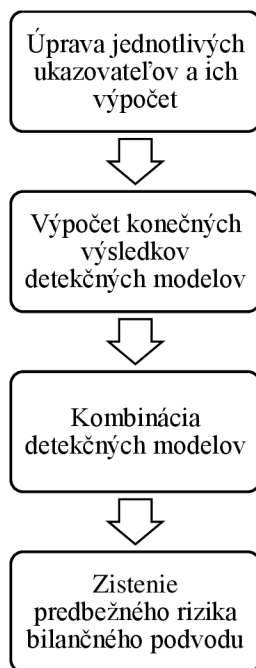 Úprava jednotlivých
ukazovateľov a ich
výpočet
Výpočet konečných
výsledkov
detekčných modelov
Kombinácia
detekčných modelov
Zistenie
predbežného rizika
bilančného podvodu